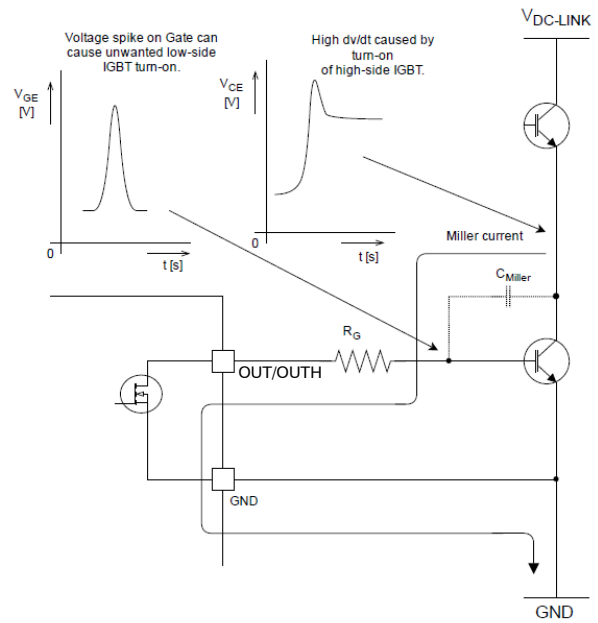 Voltage spike on Gate can
cause unwanted low-side
IGBT turn-on.
High dv/dt caused by
turn-on
of high-side IGBT.
VDC-LINK
VGE
[V]
VCE
[V]
0
t [s]
0
t [s]
Miller current
CMiller
RG
OUT/OUTH
GND
GND